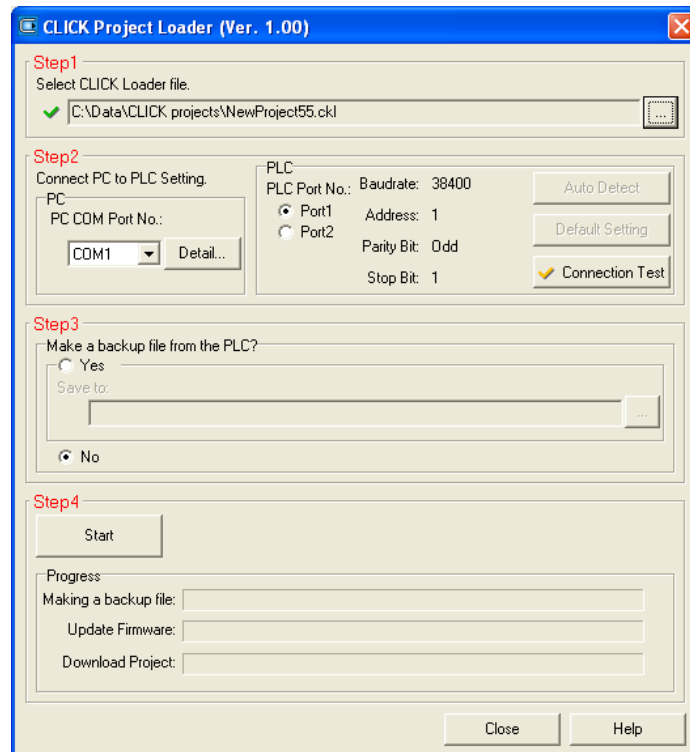 CLICK Project Loader (Ver. 1.00)
Step1
Select CLICK Loader file.
C:\Data\CLICK projects\NewProject55.ckl
...
Step2
Connect PC to PLC Setting.
PC
PC COM Port No.:
COM1
Detail...
PLC
PLC Port No.:
Port1
Port2
Baudrate: 38400
Address: 1
Parity Bit: Odd
Stop Bit: 1
Auto Detect
Default Setting
Connection Test
Step3
Make a backup file from the PLC?
Yes
Save to:
...
No
Step4
Start
Progress
Making a backup file:
Update Firmware:
Download Project:
Close
Help